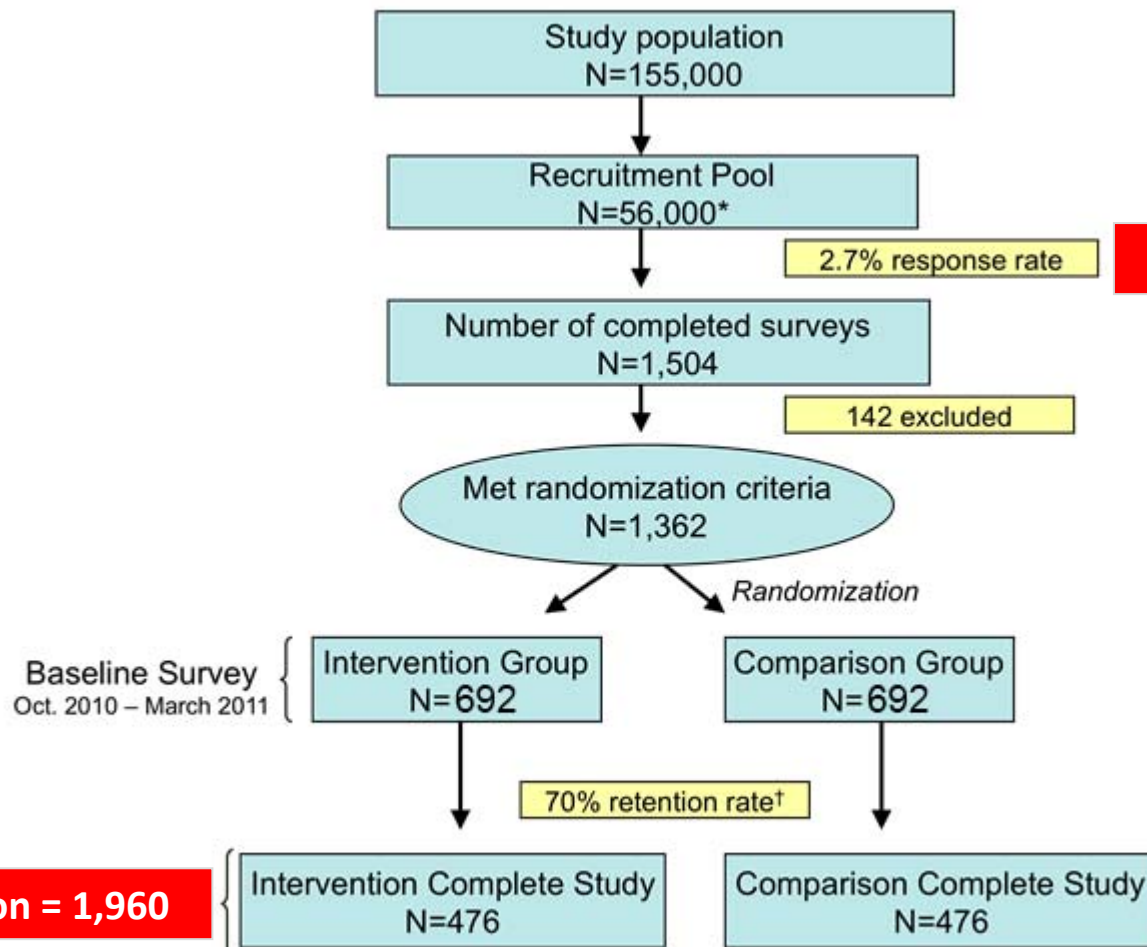 Study population
N=155,000
Recruitment Pool
N=56,000*
2.7% response rate
Number of completed surveys
N=1,504
142 excluded
Met randomization criteria
N=1,362
Randomization
Baseline Survey
Oct. 2010 – March 2011
Intervention Group
N=692
Comparison Group
N=692
70% retention rate†
on = 1,960
Intervention Complete Study
N=476
Comparison Complete Study
N=476